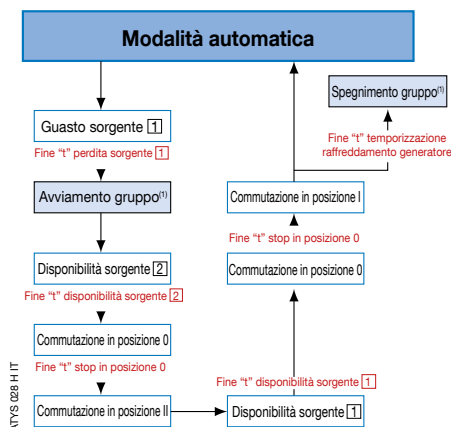 Modalità automatica
Guasto sorgente 1
Fine “t” perdita sorgente 1
Avviamento gruppo(1)
Disponibilità sorgente 2
Fine “t” disponibilità sorgente 2
Commutazione in posizione 0
Fine “t” stop in posizione 0
Commutazione in posizione II
Disponibilità sorgente 1
Fine “t” disponibilità sorgente 1
Commutazione in posizione 0
Fine “t” stop in posizione 0
Commutazione in posizione I
Fine “t” temporizzazione
raffreddamento generatore
Spegnimento gruppo(1)
ATYS 028 H IT